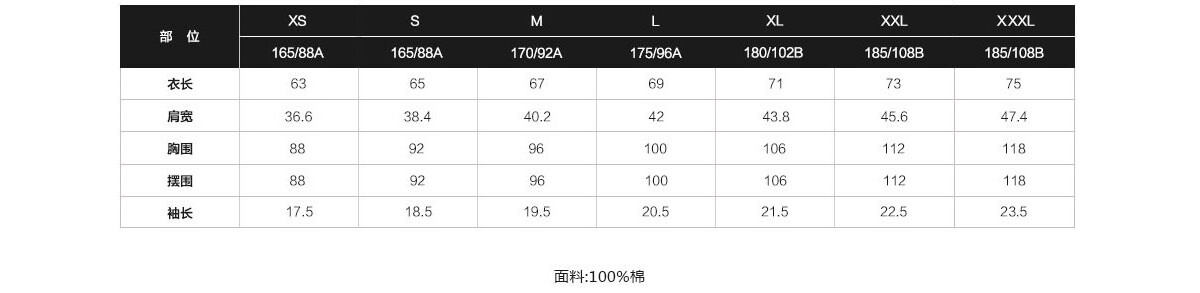 部 位 XS S M L XL XXL XXXL
165/88A 165/88A 170/92A 175/96A 180/102B 185/108B 185/108B
衣长 63 65 67 69 71 73 75
肩宽 36.6 38.4 40.2 42 43.8 45.6 47.4
胸围 88 92 96 100 106 112 118
摆围 88 92 96 100 106 112 118
袖长 17.5 18.5 19.5 20.5 21.5 22.5 23.5
面料:100%棉